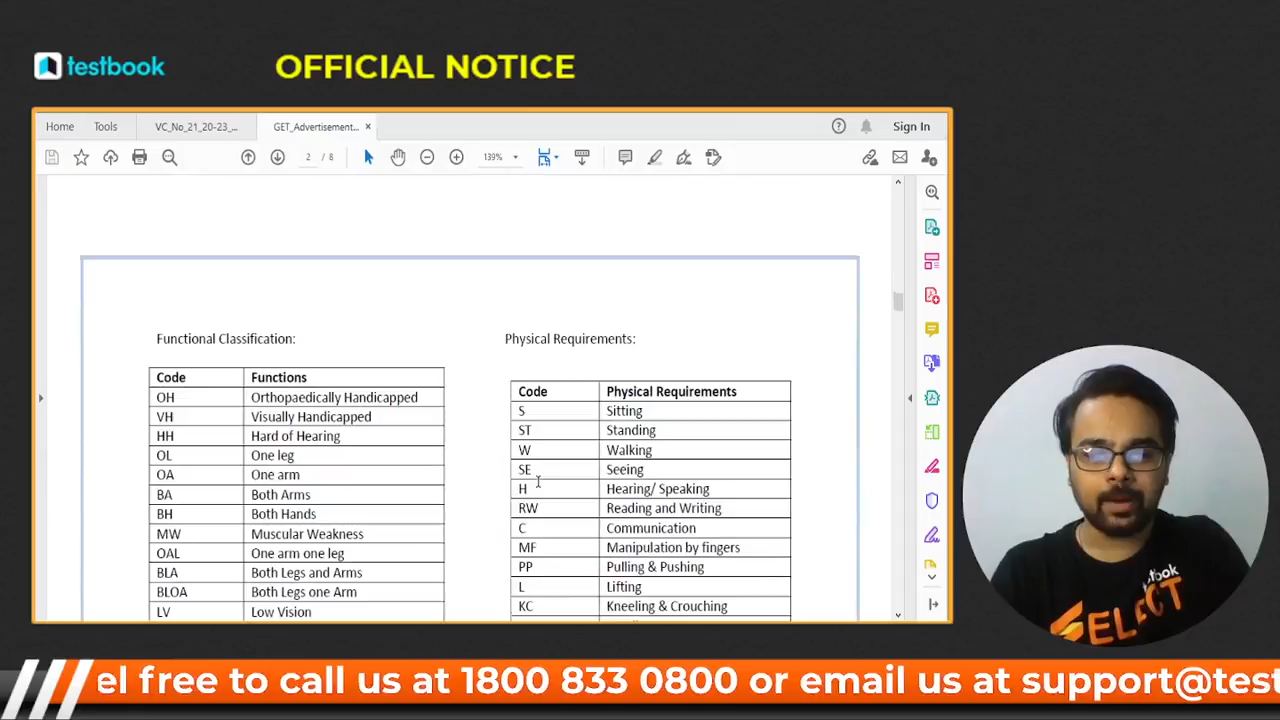 testbook
OFFICIAL NOTICE
Home Tools VC_No_21_20-23_... GET_Advertisement... × Sign In
2 / 8 139%
Functional Classification:
Code Functions
OH Orthopaedically Handicapped
VH Visually Handicapped
HH Hard of Hearing
OL One leg
OA One arm
BA Both Arms
BH Both Hands
MW Muscular Weakness
OAL One arm one leg
BLA Both Legs and Arms
BLOA Both Legs one Arm
LV Low Vision
Physical Requirements:
Code Physical Requirements
S Sitting
ST Standing
W Walking
SE Seeing
H Hearing/ Speaking
RW Reading and Writing
C Communication
MF Manipulation by fingers
PP Pulling & Pushing
L Lifting
KC Kneeling & Crouching
testbook
SELECT
el free to call us at 1800 833 0800 or email us at support@test